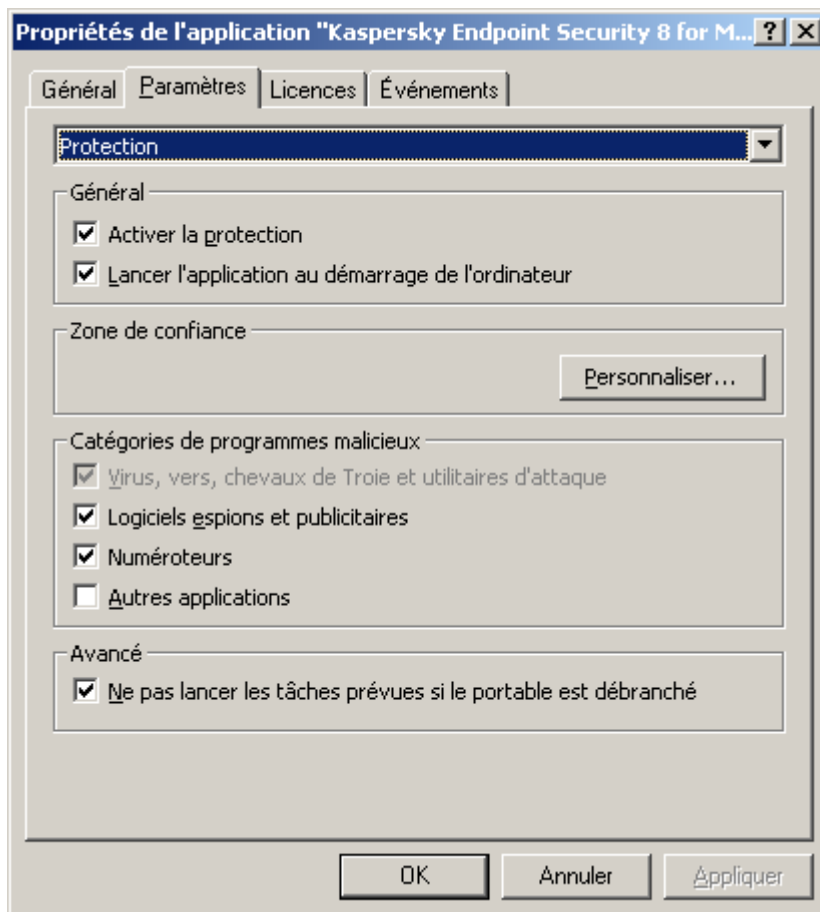 Propriétés de l'application "Kaspersky Endpoint Security 8 for M...
Général Paramètres Licences Événements
Protection
Général
Activer la protection
Lancer l'application au démarrage de l'ordinateur
Zone de confiance
Personnaliser...
Catégories de programmes malicieux
Virus, vers, chevaux de Troie et utilitaires d'attaque
Logiciels espions et publicitaires
Numéroteurs
Autres applications
Avancé
Ne pas lancer les tâches prévues si le portable est débranché
OK Annuler Appliquer